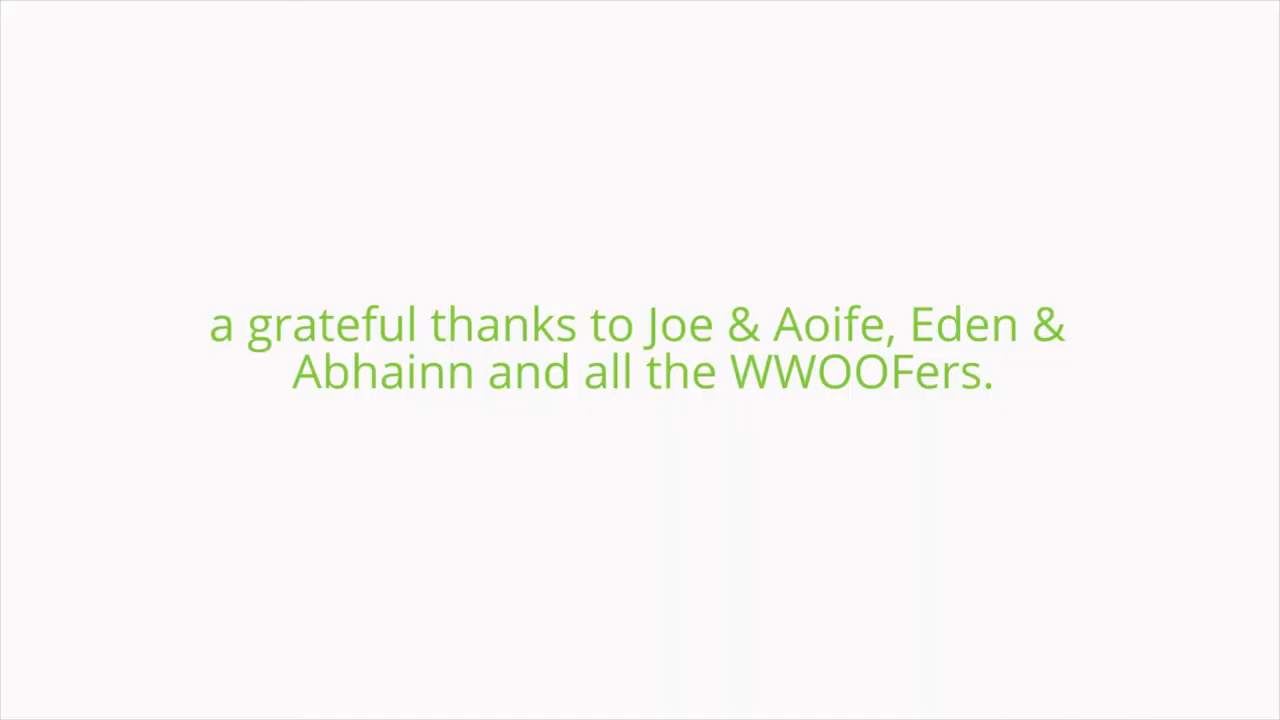 a grateful thanks to Joe & Aoife, Eden &
Abhainn and all the WWOOFers.